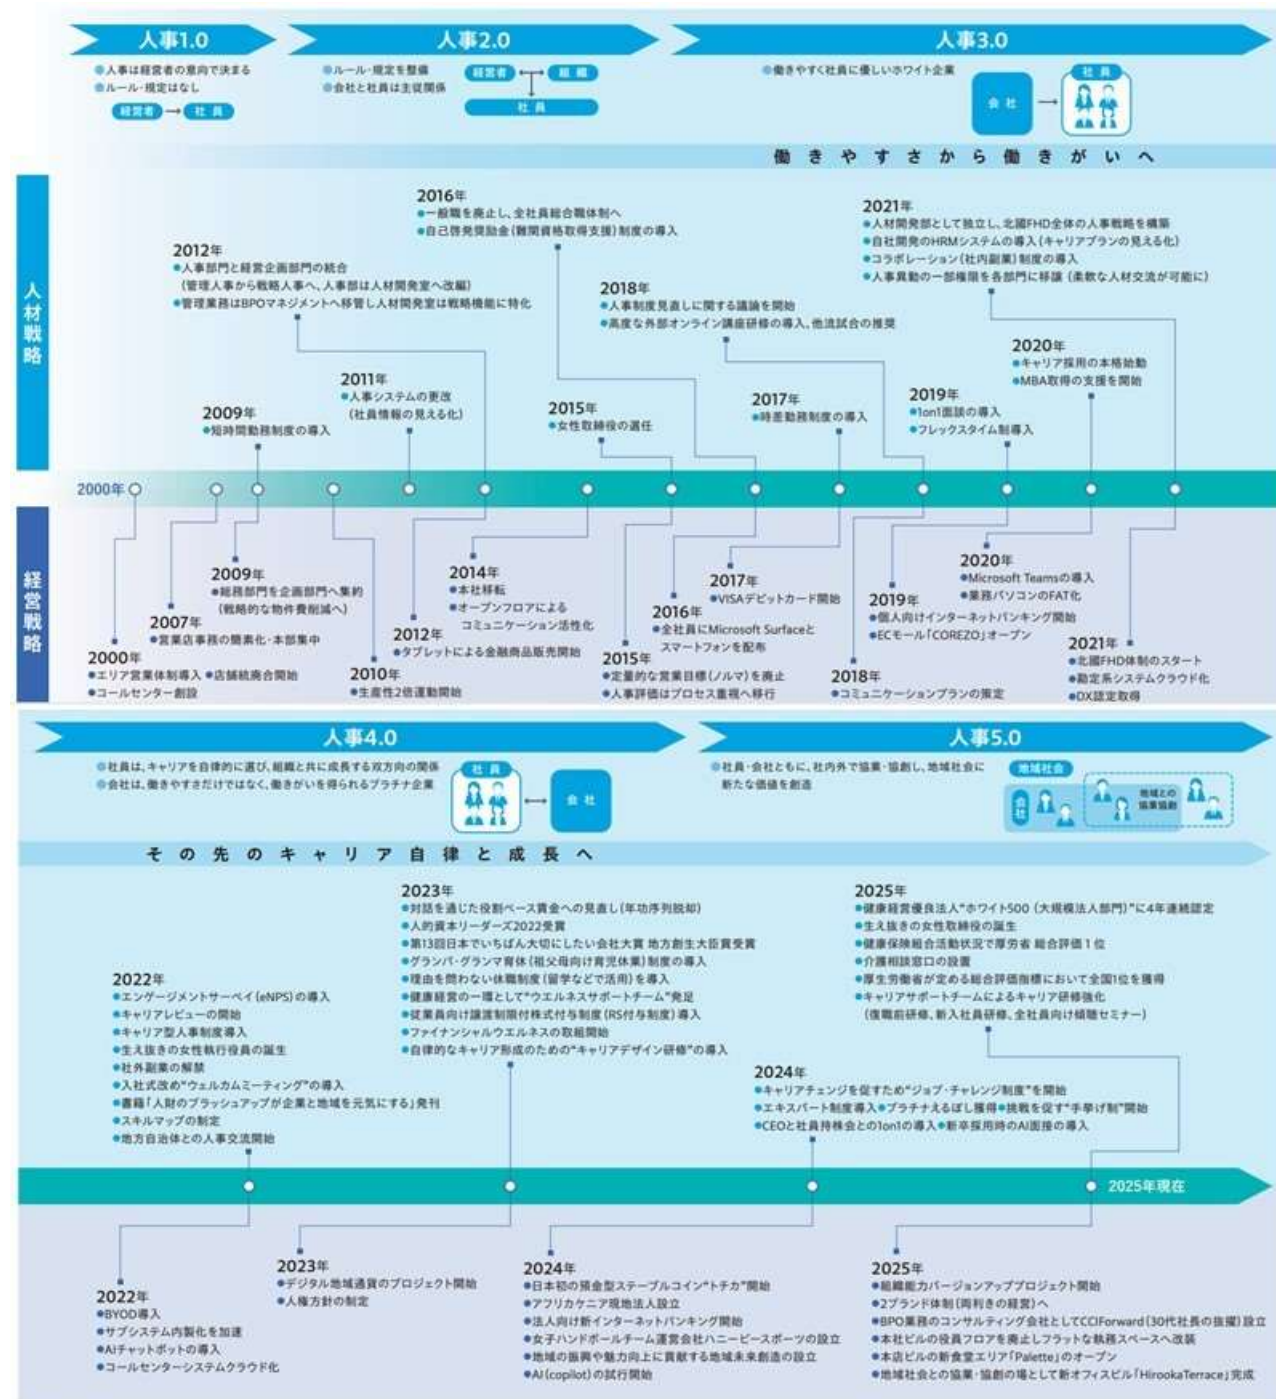 人事1.0
●人事は経営者の意向で決まる
●ルール・規定はなし
経営者 → 社員
人事2.0
●ルール・規定を整備
●会社と社員は主従関係
経営者 ↔ 組織
社員
人事3.0
●働きやすく社員に優しいホワイト企業
会社 → 社員
働きやすさから働きがいへ
人材戦略
2016年
●一般職を廃止し、全社員総合職体制へ
●自己啓発奨励金(難関資格取得支援)制度の導入
2021年
●人材開発部として独立し、北國FHD全体の人事戦略を構築
●自社開発のHRMシステムの導入(キャリアプランの見える化)
●コラボレーション(社内副業)制度の導入
●人事異動の一部権限を各部門に移譲(柔軟な人材交流が可能に)
2012年
●人事部門と経営企画部門の統合
(管理人事から戦略人事へ、人事部は人材開発室へ改編)
●管理業務はBPOマネジメントへ移管し人材開発室は戦略機能に特化
2018年
●人事制度見直しに関する議論を開始
●高度な外部オンライン講座研修の導入、他流試合の推奨
2020年
●キャリア採用の本格始動
●MBA取得の支援を開始
2011年
●人事システムの更改
(社員情報の見える化)
2009年
●短時間勤務制度の導入
2015年
●女性取締役の選任
2017年
●時差勤務制度の導入
2019年
●1on1面談の導入
●フレックスタイム制導入
2000年
経営戦略
2009年
●総務部門を企画部門へ集約
(戦略的な物件費削減へ)
2007年
●営業店事務の簡素化・本部集中
2000年
●エリア営業体制導入 ●店舗統廃合開始
●コールセンター創設
2014年
●本社移転
●オープンフロアによる
コミュニケーション活性化
2012年
●タブレットによる金融商品販売開始
2010年
●生産性2倍運動開始
2017年
●VISAデビットカード開始
2016年
●全社員にMicrosoft Surfaceと
スマートフォンを配布
2015年
●定量的な営業目標(ノルマ)を廃止
●人事評価はプロセス重視へ移行
2020年
●Microsoft Teamsの導入
●業務パソコンのFAT化
2019年
●個人向けインターネットバンキング開始
●ECモール「COREZO」オープン
2018年
●コミュニケーションプランの策定
2021年
●北國FHD体制のスタート
●勘定系システムクラウド化
●DX認定取得
人事4.0
●社員は、キャリアを自律的に選び、組織と共に成長する双方向の関係
●会社は、働きやすさだけではなく、働きがいを得られるプラチナ企業
社員 ↔ 会社
人事5.0
●社員・会社ともに、社内外で協業・協創し、地域社会に
新たな価値を創造
地域社会
会社
地域との
協業協創
その先のキャリア自律と成長へ
2023年
●対話を通じた役割ベース賃金への見直し(年功序列脱却)
●人的資本リーダーズ2022受賞
●第13回日本でいちばん大切にしたい会社大賞 地方創生大臣賞受賞
●グランパ・グランマ育休(祖父母向け育児休業)制度の導入
●理由を問わない休職制度(留学などで活用)を導入
●健康経営の一環として"ウエルネスサポートチーム"発足
●従業員向け譲渡制限付株式付与制度(RS付与制度)導入
●ファイナンシャルウエルネスの取組開始
●自律的なキャリア形成のための"キャリアデザイン研修"の導入
2025年
●健康経営優良法人"ホワイト500(大規模法人部門)"に4年連続認定
●生え抜きの女性取締役の誕生
●健康保険組合活動状況で厚労省 総合評価1位
●介護相談窓口の設置
●厚生労働省が定める総合評価指標において全国1位を獲得
●キャリアサポートチームによるキャリア研修強化
(復職前研修、新入社員研修、全社員向け傾聴セミナー)
2022年
●エンゲージメントサーベイ(eNPS)の導入
●キャリアレビューの開始
●キャリア型人事制度導入
●生え抜きの女性執行役員の誕生
●社外副業の解禁
●入社式改め"ウェルカムミーティング"の導入
●書籍「人財のブラッシュアップが企業と地域を元気にする」発刊
●スキルマップの制定
●地方自治体との人事交流開始
2024年
●キャリアチェンジを促すため"ジョブ・チャレンジ制度"を開始
●エキスパート制度導入●プラチナえるぼし獲得●挑戦を促す"手挙げ制"開始
●CEOと社員持株会との1on1の導入●新卒採用時のAI面接の導入
2025年現在
2022年
●BYOD導入
●サブシステム内製化を加速
●AIチャットボットの導入
●コールセンターシステムクラウド化
2023年
●デジタル地域通貨のプロジェクト開始
●人権方針の制定
2024年
●日本初の預金型ステーブルコイン"トチカ"開始
●アフリカケニア現地法人設立
●法人向け新インターネットバンキング開始
●女子ハンドボールチーム運営会社ハニービースポーツの設立
●地域の振興や魅力向上に貢献する地域未来創造の設立
●AI(copilot)の試行開始
2025年
●組織能力バージョンアッププロジェクト開始
●2ブランド体制(両利きの経営)へ
●BPO業務のコンサルティング会社としてCCIForward(30代社長の抜擢)設立
●本社ビルの役員フロアを廃止しフラットな執務スペースへ改装
●本店ビルの新食堂エリア「Palette」のオープン
●地域社会との協業・協創の場として新オフィスビル「HirookaTerrace」完成